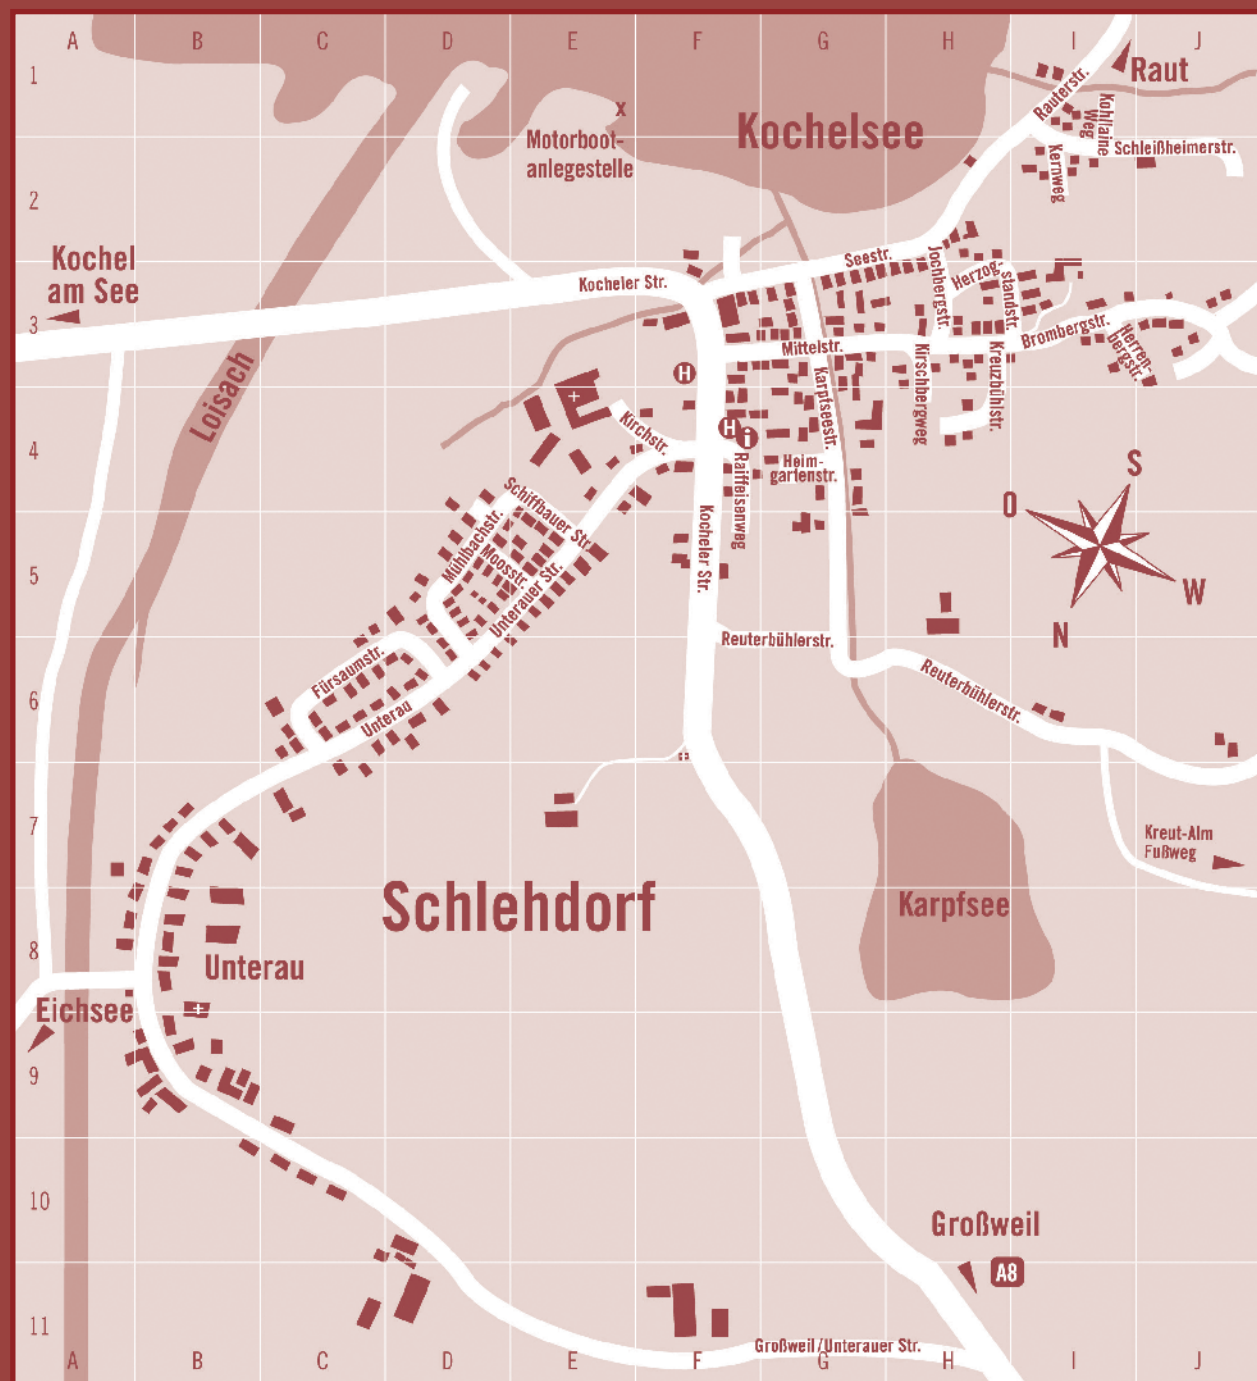 A B C D E F G H I J
1
2
3
4
5
6
7
8
9
10
11
Raut
Rauterstr.
Kohllaine
Weg
Schleißheimerstr.
Kernweg
x
Motorboot-
anlegestelle
Kochelsee
Kochel
am See
Kocheler Str.
Seestr.
Jochbergstr.
Herzog-
standstr.
Brombergstr.
Herren-
bergstr.
Mittelstr.
Kirschbergweg
Kreuzbühlstr.
Karpfseestr.
Loisach
H
H
i
Kirchstr.
Heim-
gartenstr.
Raiffeisenweg
Kocheler Str.
Schiffbauer Str.
Mühlbachstr.
Moosstr.
Unterauer Str.
S
O
W
N
Reuterbühlerstr.
Reuterbühlerstr.
Fürsaumstr.
Unterau
Kreut-Alm
Fußweg
Schlehdorf
Karpfsee
Unterau
Eichsee
Großweil
A8
Großweil/Unterauer Str.
A B C D E F G H I J